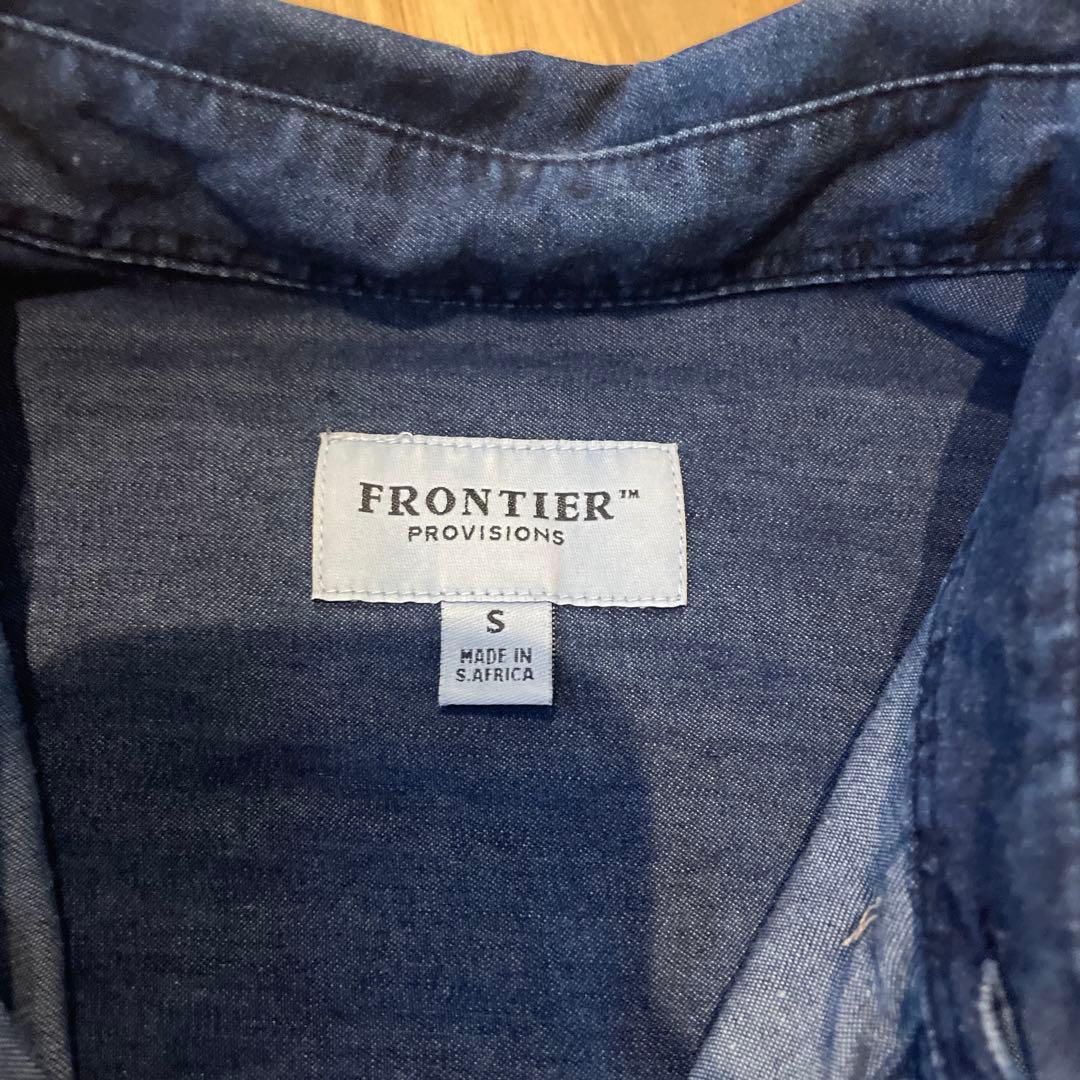 FRONTIER™
PROVISIONS
S
MADE IN
S.AFRICA